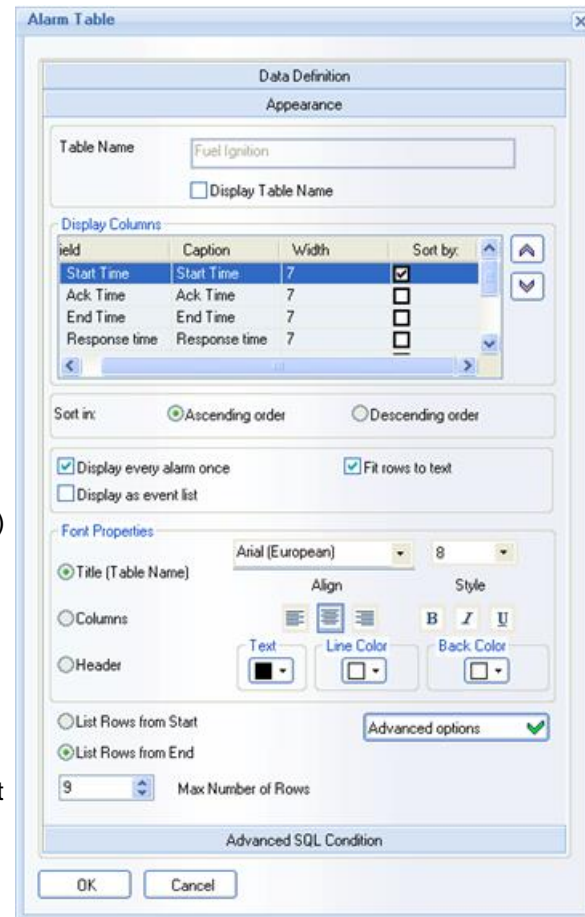 Alarm Table
Data Definition
Appearance
Table Name
Fuel Ignition
Display Table Name
Display Columns
ield Caption Width Sort by:
Start Time Start Time 7
Ack Time Ack Time 7
End Time End Time 7
Response time Response time 7
Sort in: Ascending order Descending order
Display every alarm once Fit rows to text
Display as event list
)
Font Properties
Arial (European) 8
Title (Table Name)
Align Style
Columns
B I U
Text Line Color Back Color
Header
List Rows from Start
Advanced options
List Rows from End
t
9 Max Number of Rows
Advanced SQL Condition
OK Cancel